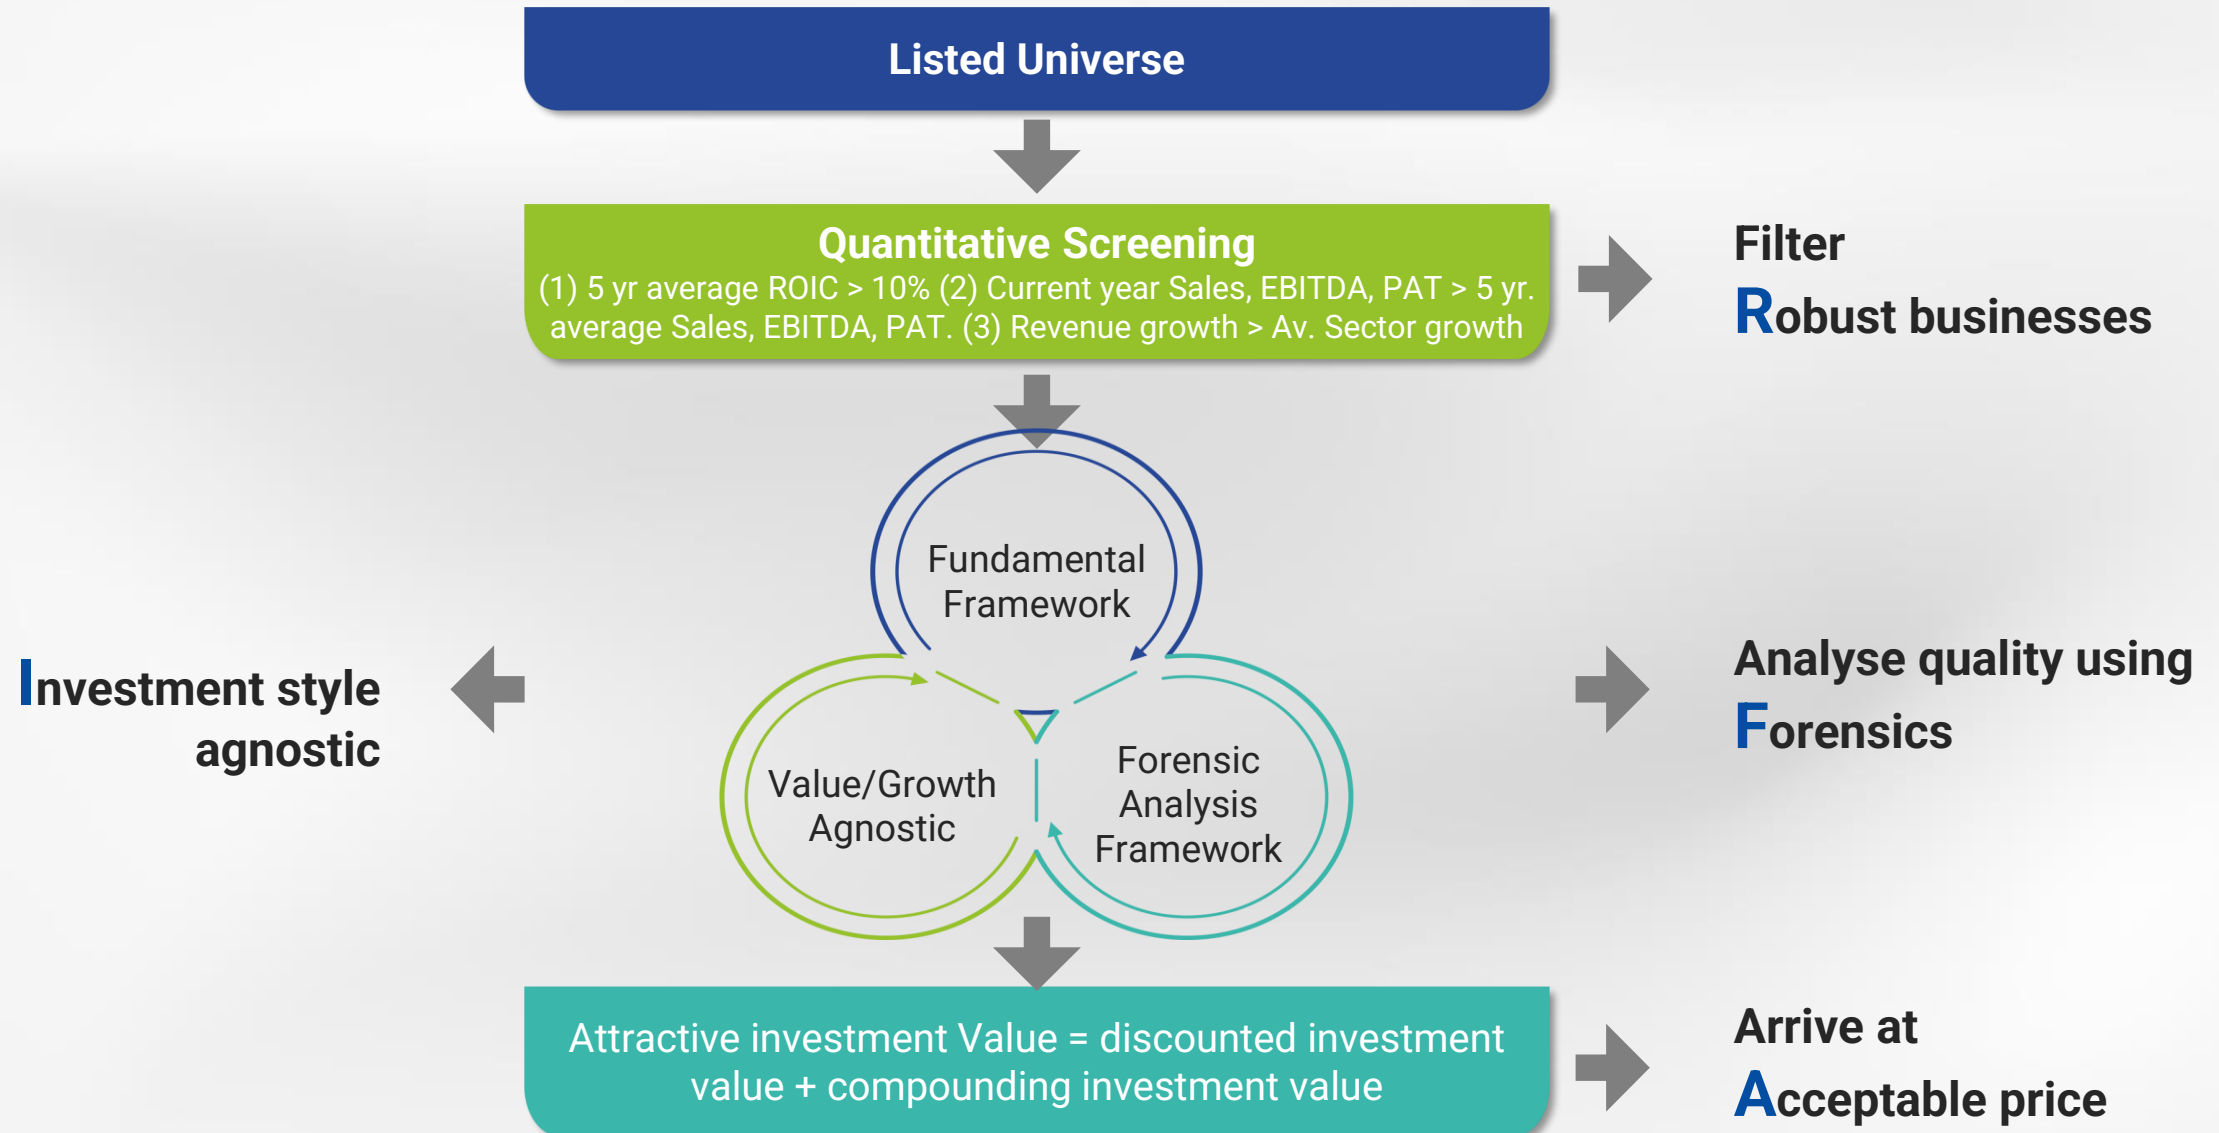 Listed Universe
Quantitative Screening
(1) 5 yr average ROIC > 10% (2) Current year Sales, EBITDA, PAT > 5 yr.
average Sales, EBITDA, PAT. (3) Revenue growth > Av. Sector growth
Filter
Robust businesses
Fundamental
Framework
Investment style
agnostic
Value/Growth
Agnostic
Forensic
Analysis
Framework
Analyse quality using
Forensics
Attractive investment Value = discounted investment
value + compounding investment value
Arrive at
Acceptable price